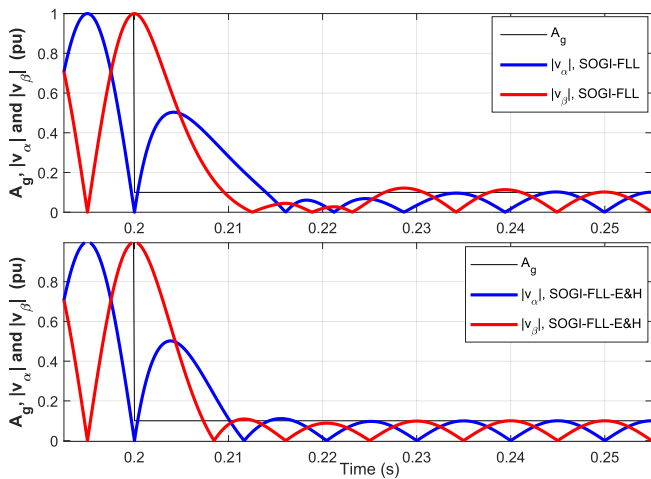 A_g, |v_α| and |v_β| (pu)
1
0.8
0.6
0.4
0.2
0
A_g
|v_α|, SOGI-FLL
|v_β|, SOGI-FLL
0.2 0.21 0.22 0.23 0.24 0.25
A_g, |v_α| and |v_β| (pu)
0.8
0.6
0.4
0.2
0
A_g
|v_α|, SOGI-FLL-E&H
|v_β|, SOGI-FLL-E&H
0.2 0.21 0.22 0.23 0.24 0.25
Time (s)